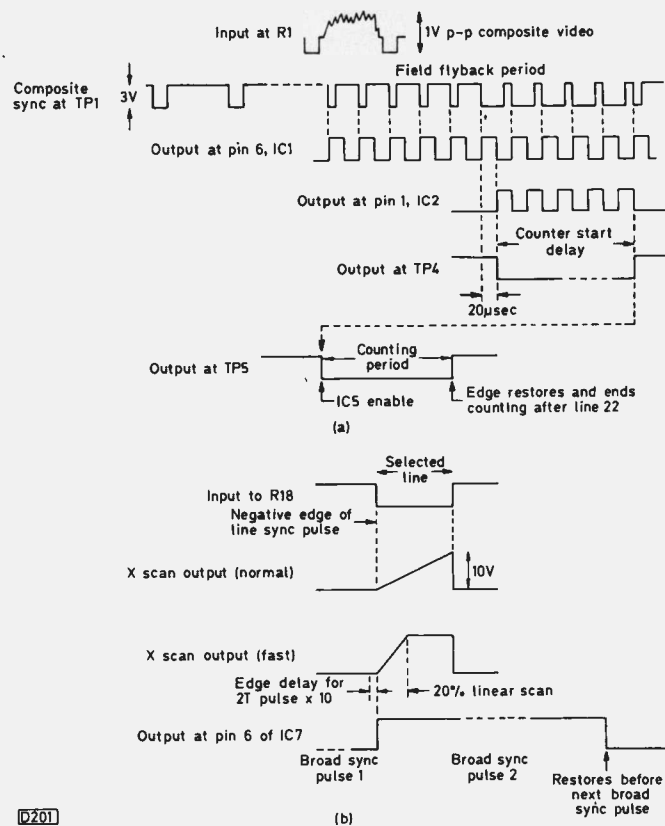 Input at R1
1V p-p composite video
Field flyback period
Composite
sync at TP1
3V
Output at pin 6, IC1
Output at pin 1, IC2
Counter start
delay
Output at TP4
20µsec
Output at TP5
Counting
period
IC5 enable
Edge restores and ends
counting after line 22
(a)
Selected
line
Input to R18
Negative edge of
line sync pulse
X scan output (normal)
10V
X scan output (fast)
Edge delay for
2T pulse x 10
20% linear scan
Output at pin 6 of IC7
Broad sync
pulse 1
Broad sync
pulse 2
Restores before
next broad
sync pulse
D201
(b)